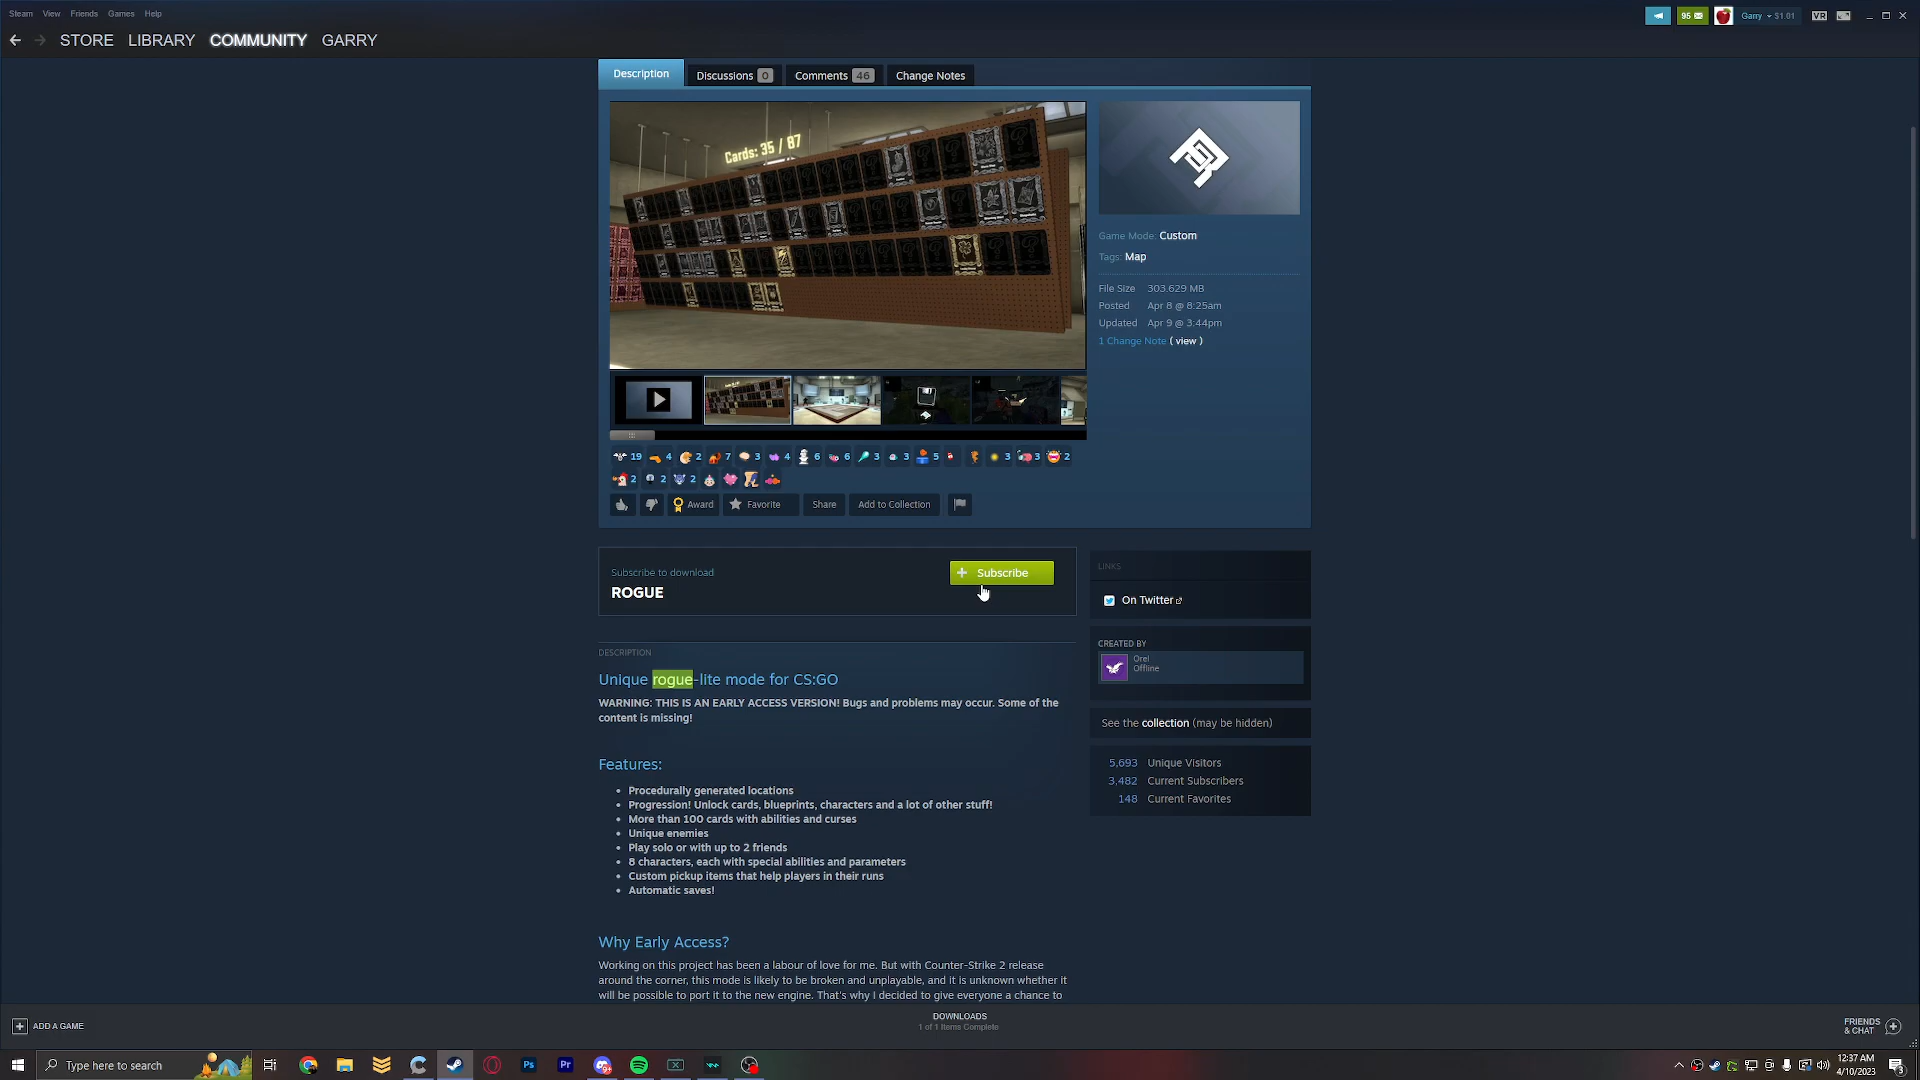 Steam View Friends Games Help
95 Garry $1.01 VR
STORE LIBRARY COMMUNITY GARRY
Description Discussions 0 Comments 46 Change Notes
Cards: 35 / 87
Game Mode: Custom
Tags: Map
File Size 303.629 MB
Posted Apr 8 @ 8:25am
Updated Apr 9 @ 3:44pm
1 Change Note ( view )
19 4 2 7 3 4 6 6 3 3 5 3 3 2
2 2 2
Award Favorite Share Add to Collection
Subscribe to download
ROGUE
Subscribe
LINKS
On Twitter
CREATED BY
Orel
Offline
See the collection (may be hidden)
5,693 Unique Visitors
3,482 Current Subscribers
148 Current Favorites
DESCRIPTION
Unique rogue-lite mode for CS:GO
WARNING: THIS IS AN EARLY ACCESS VERSION! Bugs and problems may occur. Some of the
content is missing!
Features:
• Procedurally generated locations
• Progression! Unlock cards, blueprints, characters and a lot of other stuff!
• More than 100 cards with abilities and curses
• Unique enemies
• Play solo or with up to 2 friends
• 8 characters, each with special abilities and parameters
• Custom pickup items that help players in their runs
• Automatic saves!
Why Early Access?
Working on this project has been a labour of love for me. But with Counter-Strike 2 release
around the corner, this mode is likely to be broken and unplayable, and it is unknown whether it
will be possible to port it to the new engine. That's why I decided to give everyone a chance to
ADD A GAME
DOWNLOADS
1 of 1 Items Complete
FRIENDS
& CHAT
Type here to search
Ps Pr
12:37 AM
4/10/2023
3